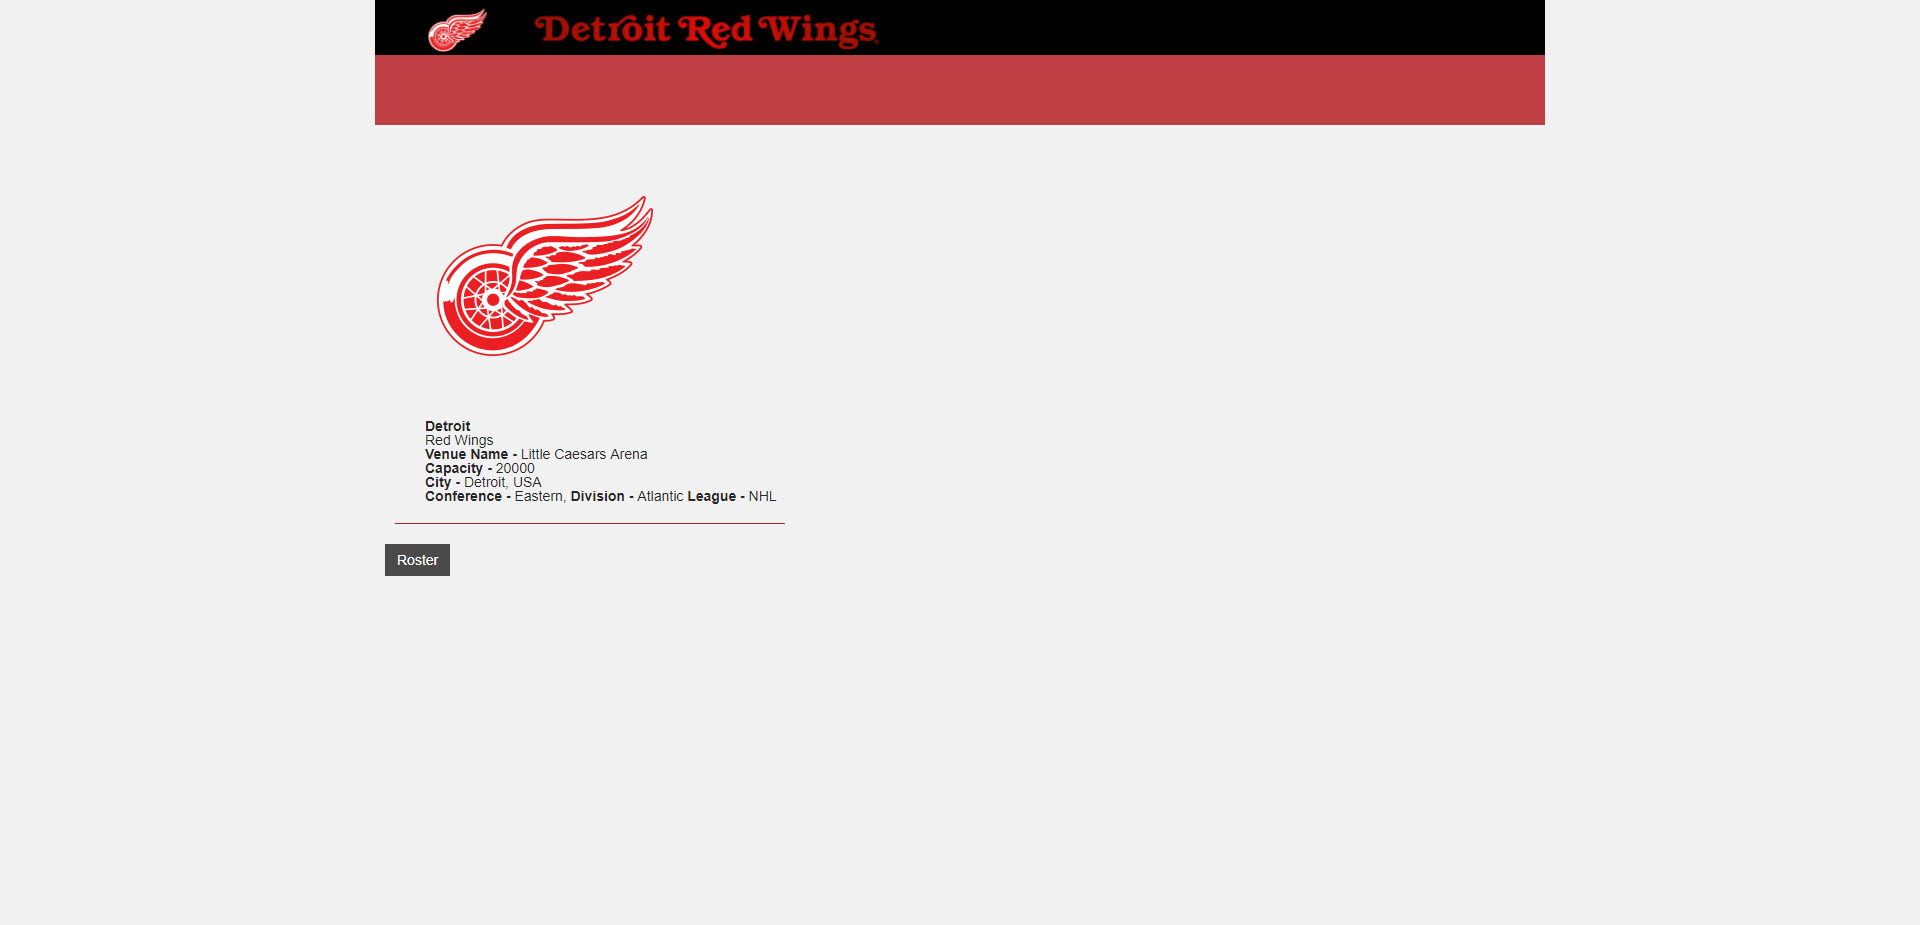 Detroit Red Wings
Detroit
Red Wings
Venue Name - Little Caesars Arena
Capacity - 20000
City - Detroit, USA
Conference - Eastern, Division - Atlantic League - NHL
Roster